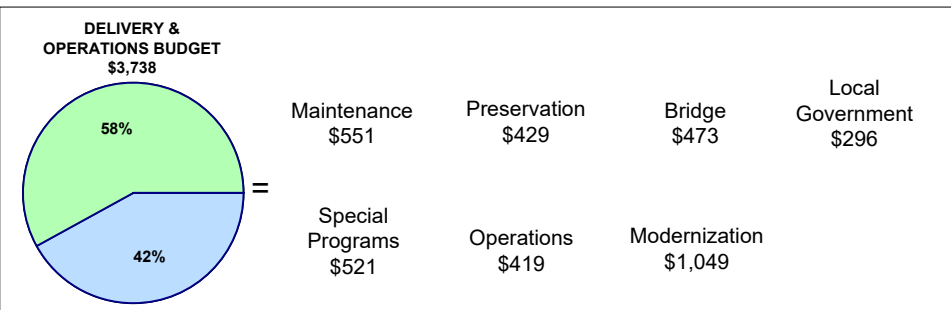 DELIVERY &
OPERATIONS BUDGET
$3,738
58%
42%
=
Maintenance
$551
Preservation
$429
Bridge
$473
Local
Government
$296
Special
Programs
$521
Operations
$419
Modernization
$1,049